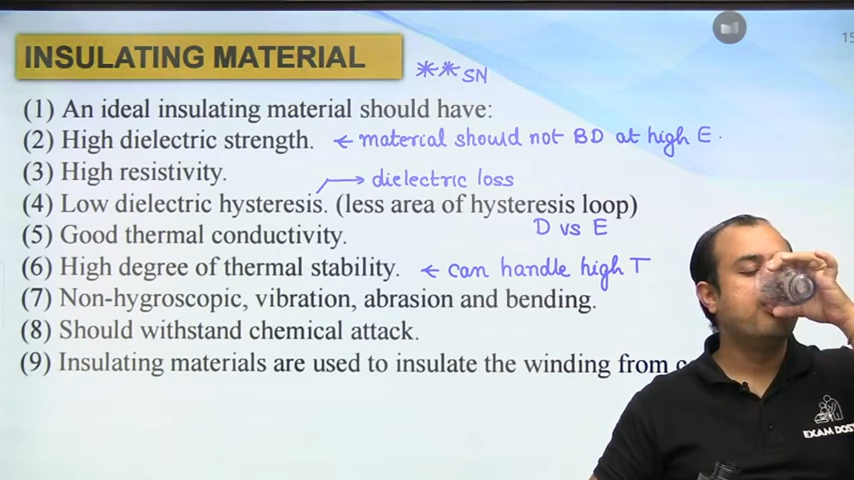 15
INSULATING MATERIAL
** SN
(1) An ideal insulating material should have:
(2) High dielectric strength. ← material should not BD at high E.
(3) High resistivity.
→ dielectric loss
(4) Low dielectric hysteresis. (less area of hysteresis loop)
D vs E
(5) Good thermal conductivity.
(6) High degree of thermal stability. ← can handle high T
(7) Non-hygroscopic, vibration, abrasion and bending.
(8) Should withstand chemical attack.
(9) Insulating materials are used to insulate the winding from
EXAM DOST